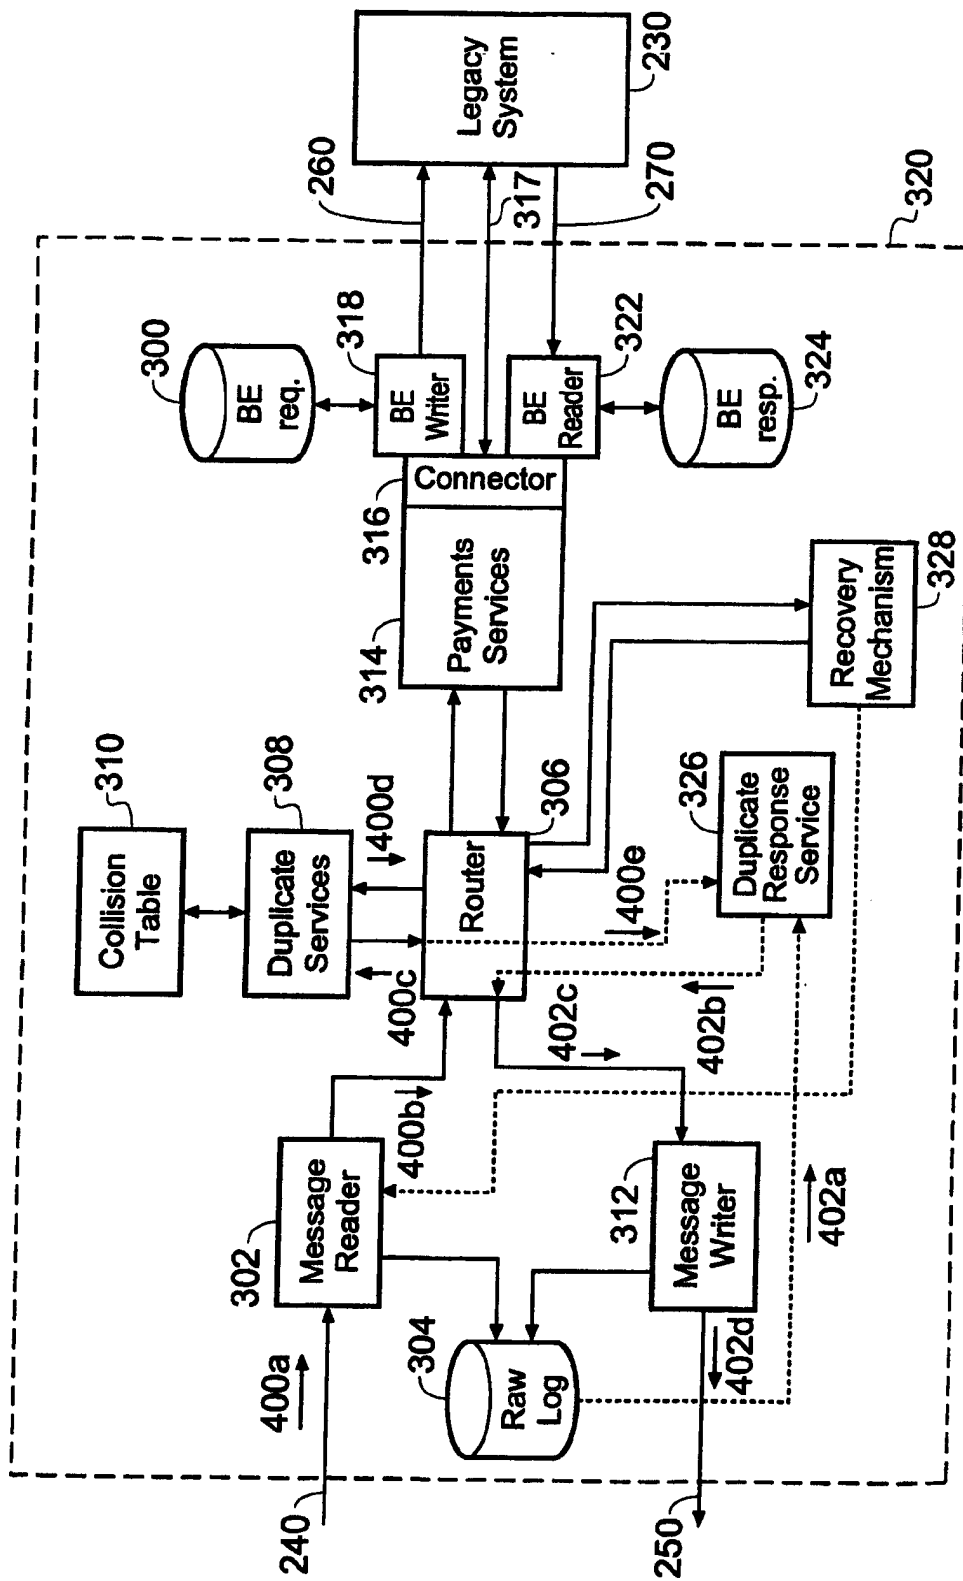 310
Collision
Table
308
Duplicate
Services
400d
400c
300
BE
req.
318
BE
Writer
260
317
270
Legacy
System
230
320
316
Connector
314
Payments
Services
322
BE
Reader
324
BE
resp.
302
Message
Reader
400a
240
400b
Router
306
400e
402c
402b
326
Duplicate
Response
Service
328
Recovery
Mechanism
304
Raw
Log
312
Message
Writer
402d
402a
250